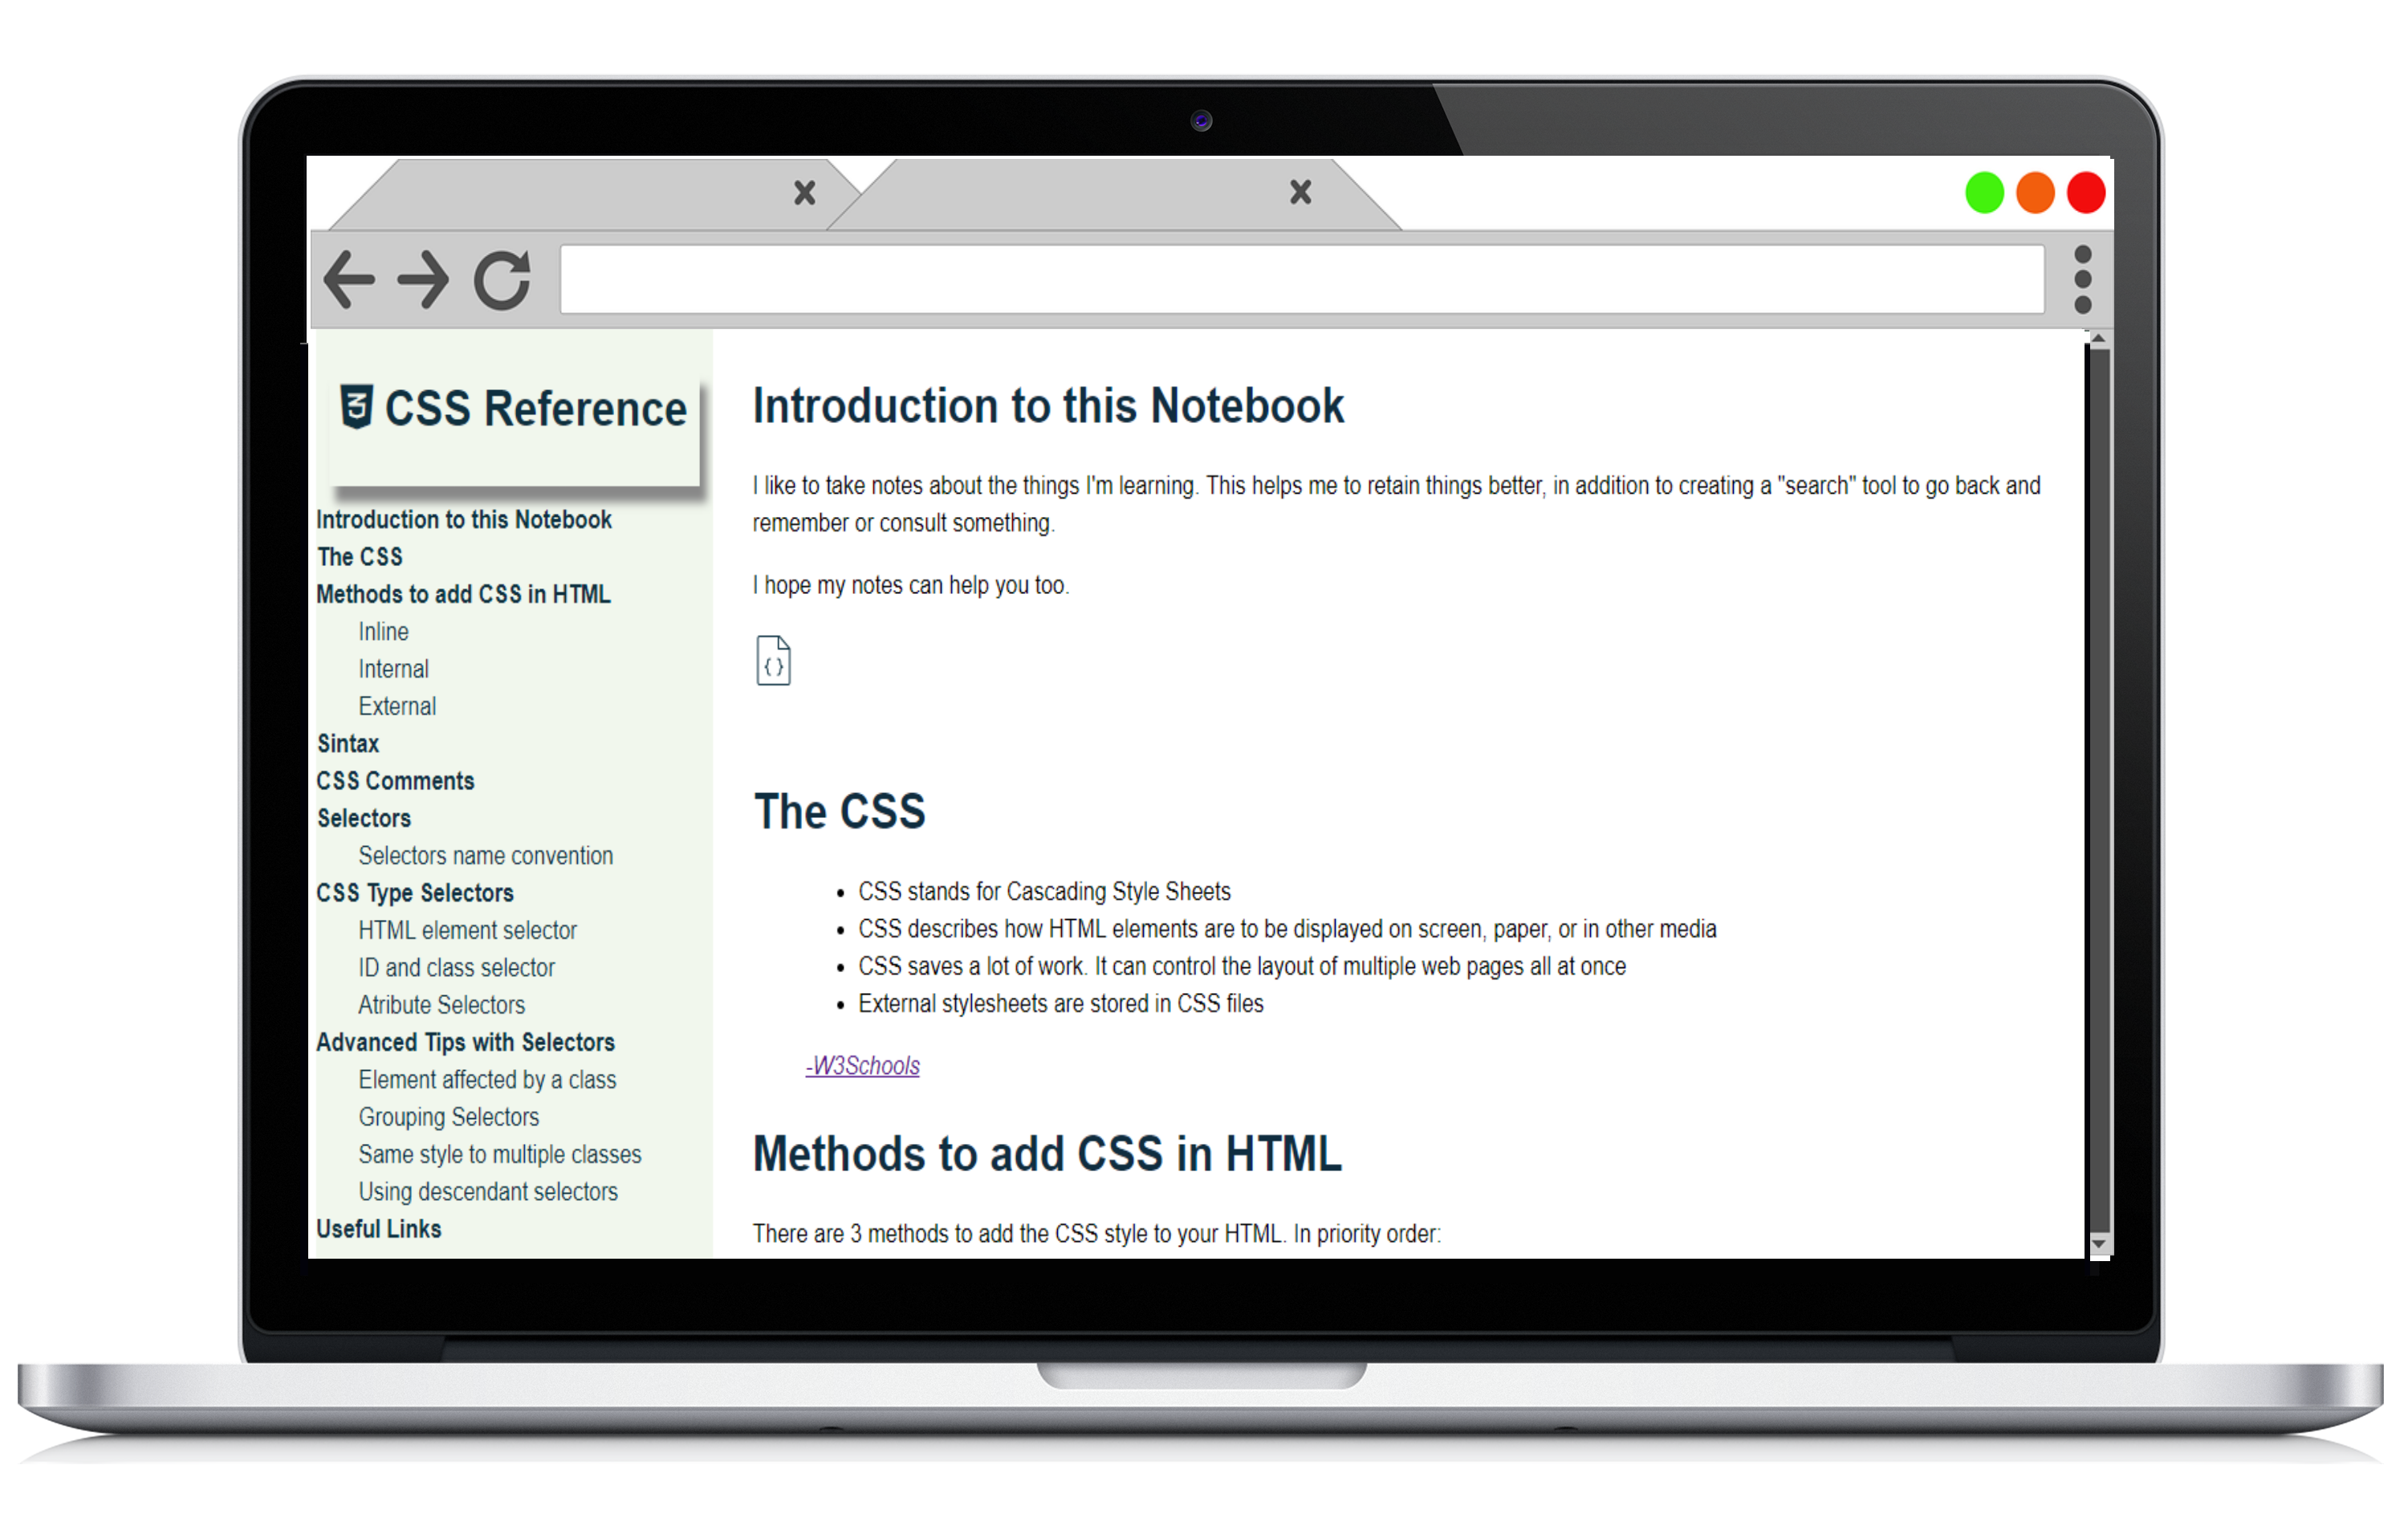 CSS Reference
Introduction to this Notebook
The CSS
Methods to add CSS in HTML
Inline
Internal
External
Sintax
CSS Comments
Selectors
Selectors name convention
CSS Type Selectors
HTML element selector
ID and class selector
Atribute Selectors
Advanced Tips with Selectors
Element affected by a class
Grouping Selectors
Same style to multiple classes
Using descendant selectors
Useful Links
Introduction to this Notebook
I like to take notes about the things I'm learning. This helps me to retain things better, in addition to creating a "search" tool to go back and
remember or consult something.
I hope my notes can help you too.
{ }
The CSS
• CSS stands for Cascading Style Sheets
• CSS describes how HTML elements are to be displayed on screen, paper, or in other media
• CSS saves a lot of work. It can control the layout of multiple web pages all at once
• External stylesheets are stored in CSS files
-W3Schools
Methods to add CSS in HTML
There are 3 methods to add the CSS style to your HTML. In priority order: